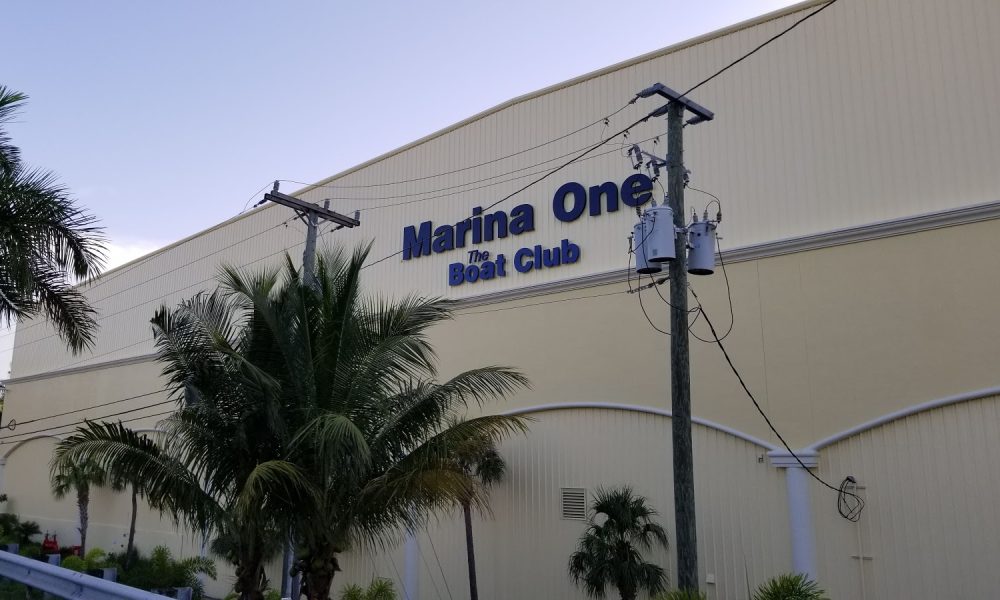 Marina One
The
Boat Club